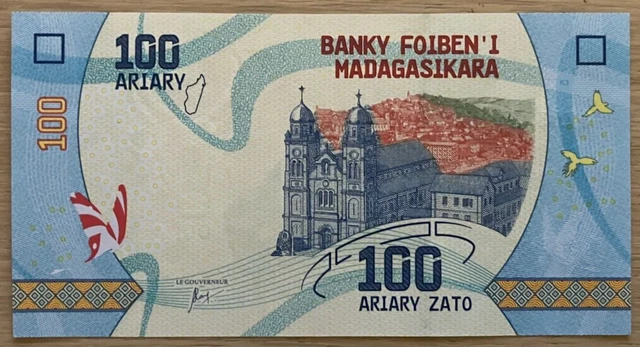 100
ARIARY
BANKY FOIBEN'I
MADAGASIKARA
100
LE GOUVERNEUR
100
ARIARY ZATO